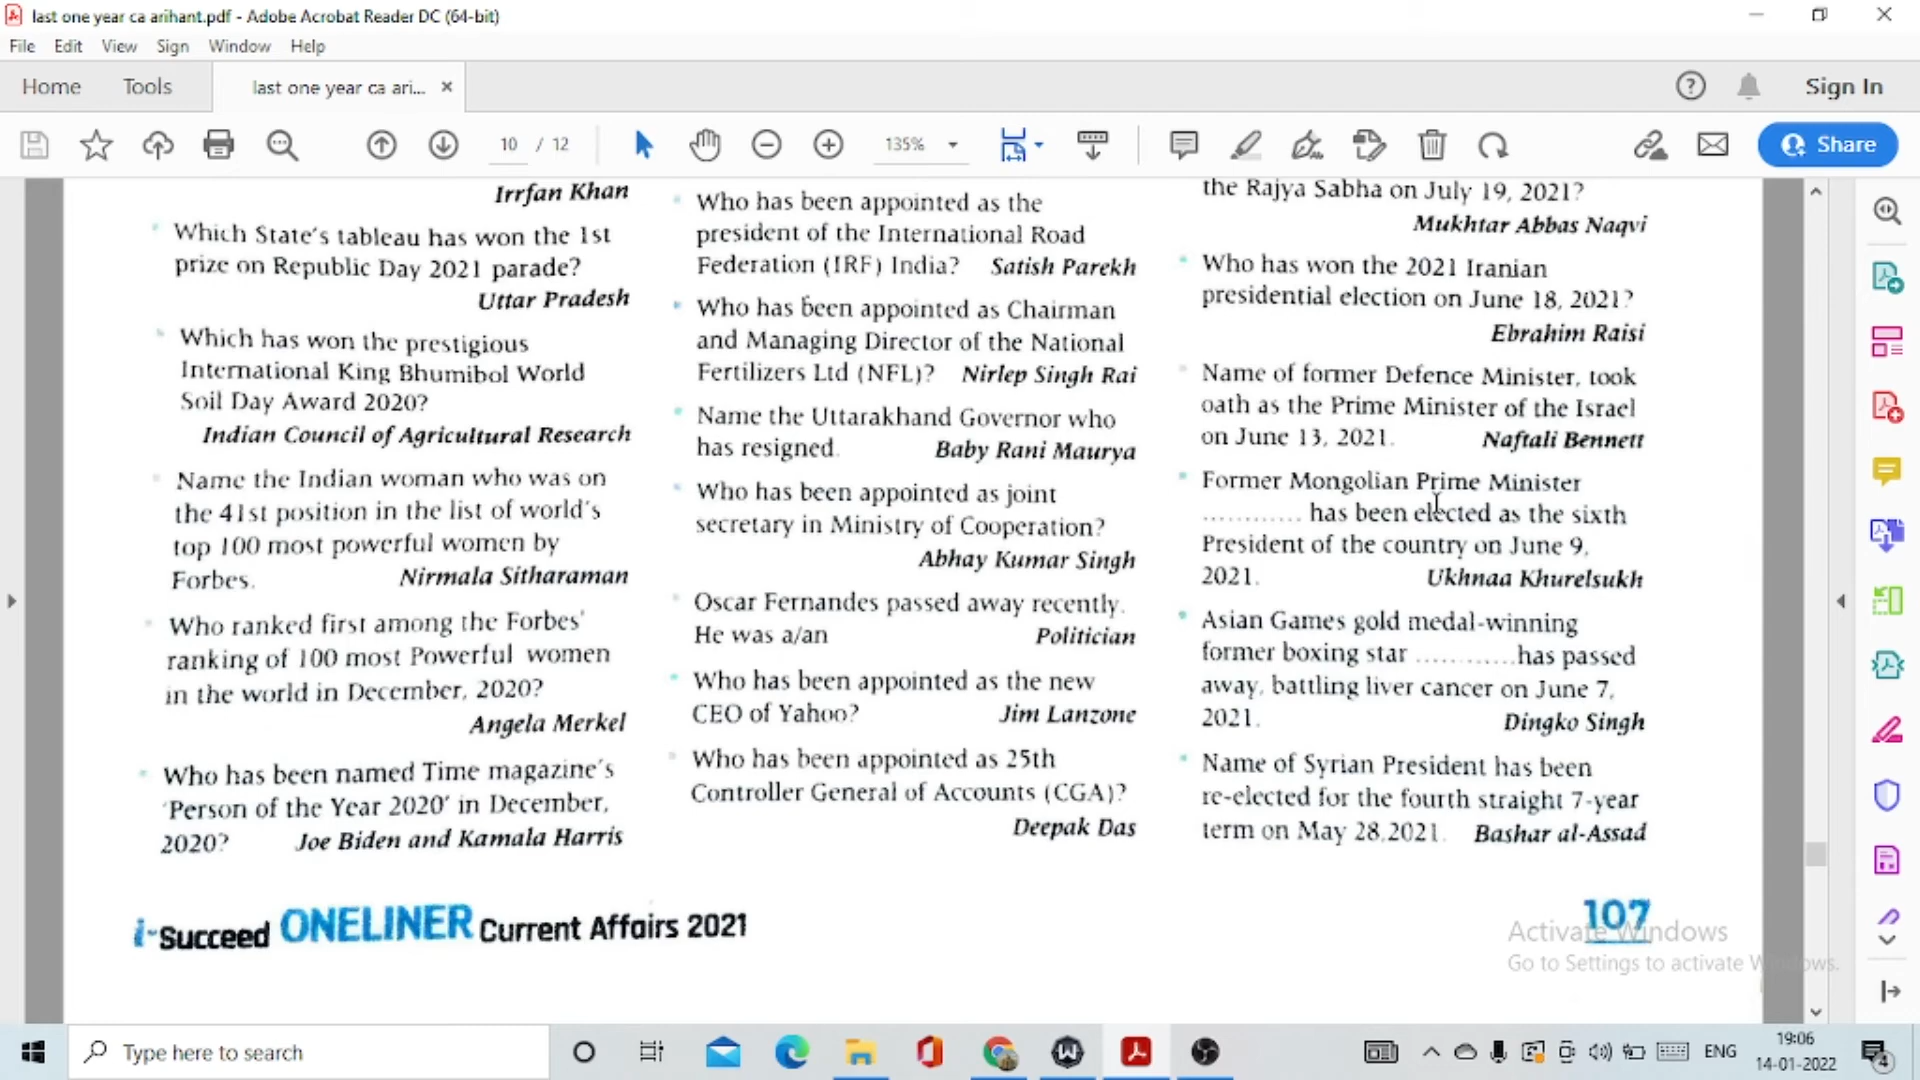 last one year ca arihant.pdf - Adobe Acrobat Reader DC (64-bit)
File Edit View Sign Window Help
Home Tools last one year ca ari... × Sign In
10 / 12 135% Share
Irrfan Khan
Which State's tableau has won the 1st
prize on Republic Day 2021 parade?
Uttar Pradesh
Which has won the prestigious
International King Bhumibol World
Soil Day Award 2020?
Indian Council of Agricultural Research
Name the Indian woman who was on
the 41st position in the list of world's
top 100 most powerful women by
Forbes. Nirmala Sitharaman
Who ranked first among the Forbes'
ranking of 100 most Powerful women
in the world in December, 2020?
Angela Merkel
Who has been named Time magazine's
'Person of the Year 2020' in December,
2020? Joe Biden and Kamala Harris
Who has been appointed as the
president of the International Road
Federation (IRF) India? Satish Parekh
Who has been appointed as Chairman
and Managing Director of the National
Fertilizers Ltd (NFL)? Nirlep Singh Rai
Name the Uttarakhand Governor who
has resigned. Baby Rani Maurya
Who has been appointed as joint
secretary in Ministry of Cooperation?
Abhay Kumar Singh
Oscar Fernandes passed away recently.
He was a/an Politician
Who has been appointed as the new
CEO of Yahoo? Jim Lanzone
Who has been appointed as 25th
Controller General of Accounts (CGA)?
Deepak Das
the Rajya Sabha on July 19, 2021?
Mukhtar Abbas Naqvi
Who has won the 2021 Iranian
presidential election on June 18, 2021?
Ebrahim Raisi
Name of former Defence Minister, took
oath as the Prime Minister of the Israel
on June 13, 2021. Naftali Bennett
Former Mongolian Prime Minister
............ has been elected as the sixth
President of the country on June 9,
2021. Ukhnaa Khurelsukh
Asian Games gold medal-winning
former boxing star ............has passed
away, battling liver cancer on June 7,
2021. Dingko Singh
Name of Syrian President has been
re-elected for the fourth straight 7-year
term on May 28,2021. Bashar al-Assad
i-Succeed ONELINER Current Affairs 2021
107
Activate Windows
Go to Settings to activate Windows.
Type here to search
ENG
19:06
14-01-2022
4